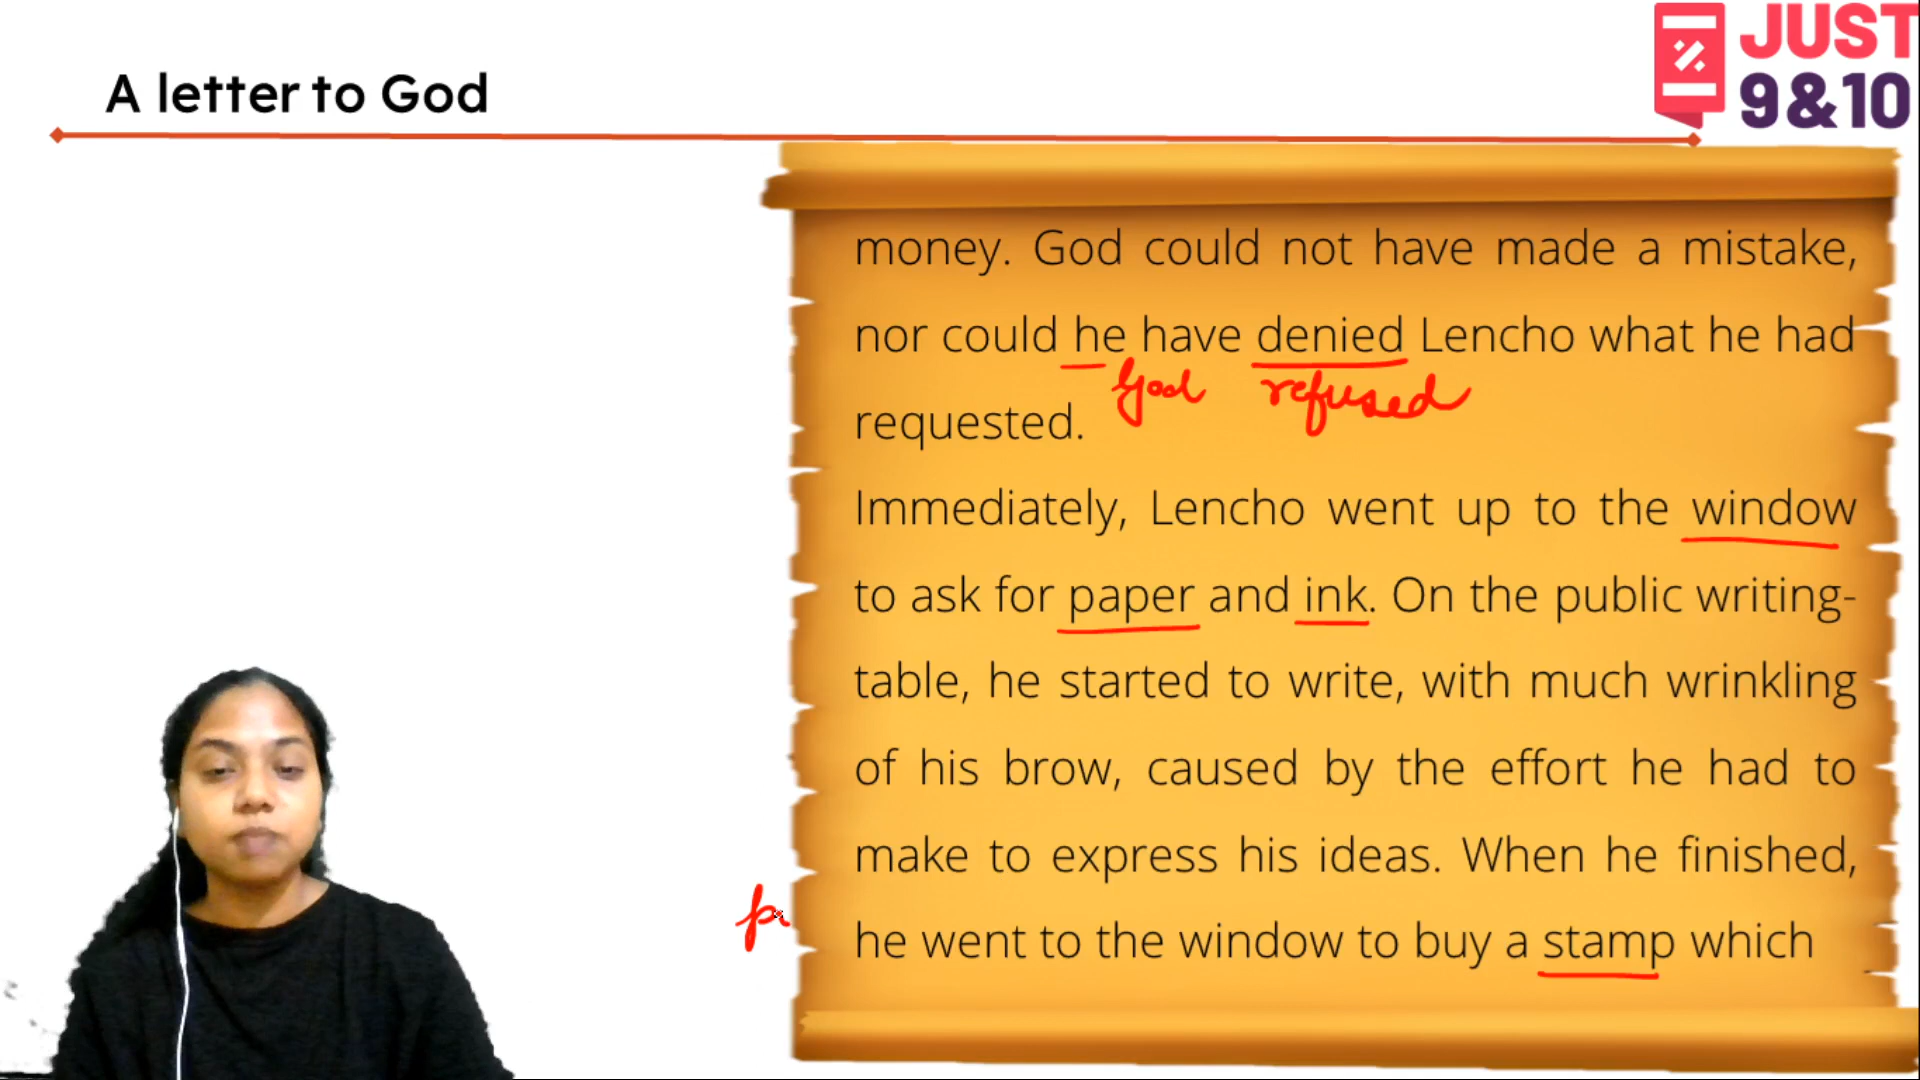 A letter to God
JUST
9&10
money. God could not have made a mistake,
nor could he have denied Lencho what he had
God refused
requested.
Immediately, Lencho went up to the window
to ask for paper and ink. On the public writing-
table, he started to write, with much wrinkling
of his brow, caused by the effort he had to
make to express his ideas. When he finished,
he went to the window to buy a stamp which